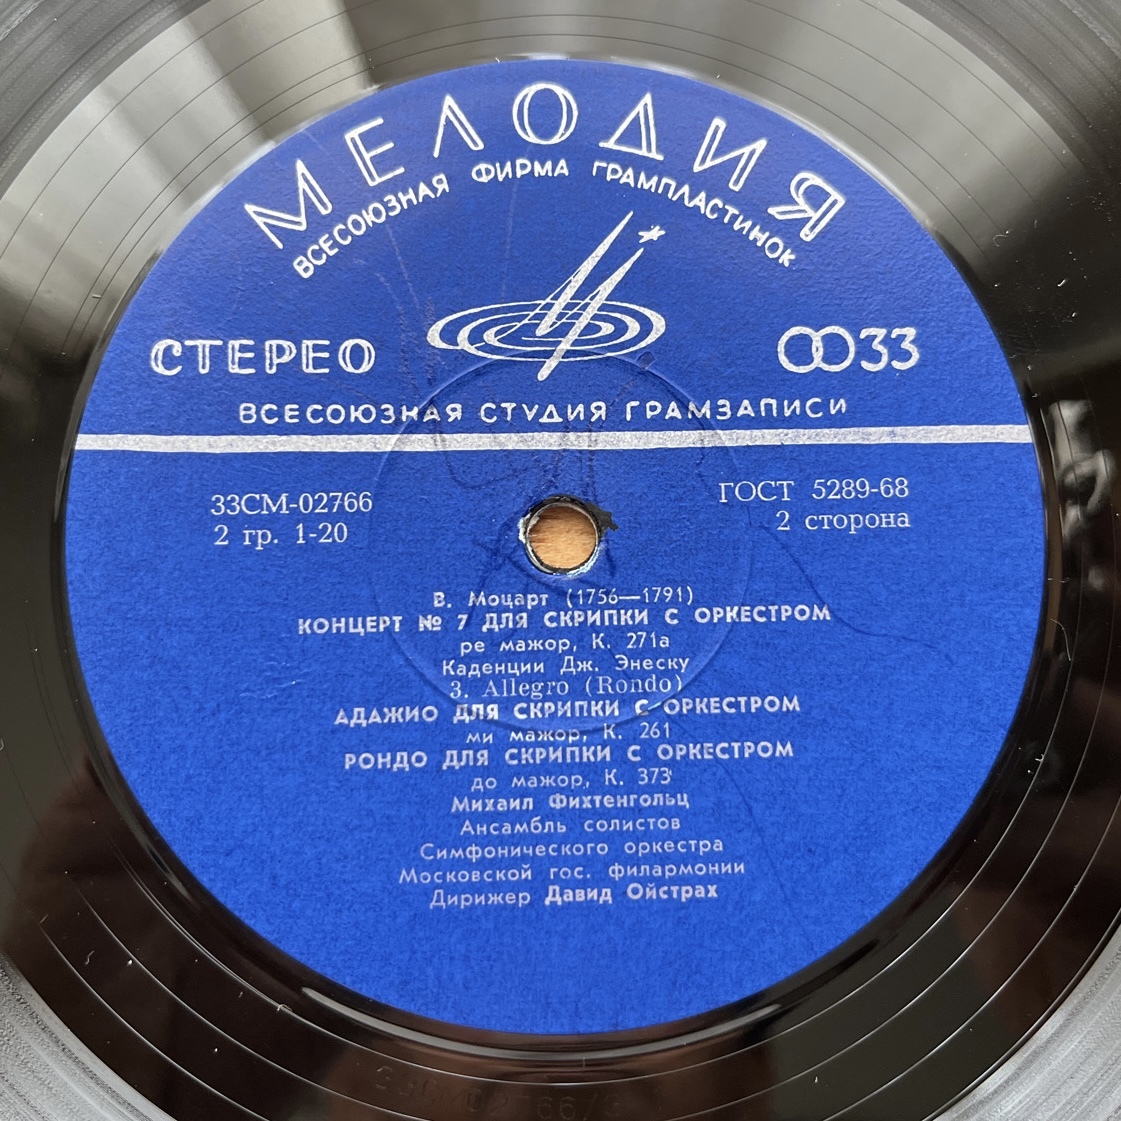 МЕЛОДИЯ
ВСЕСОЮЗНАЯ ФИРМА ГРАМПЛАСТИНОК
СТЕРЕО
33
ВСЕСОЮЗНАЯ СТУДИЯ ГРАМЗАПИСИ
33СМ-02766
ГОСТ 5289-68
2 гр. 1-20
2 сторона
В. Моцарт (1756—1791)
КОНЦЕРТ № 7 ДЛЯ СКРИПКИ С ОРКЕСТРОМ
ре мажор, К. 271а
Каденции Дж. Энеску
3. Allegro (Rondo)
АДАЖИО ДЛЯ СКРИПКИ С ОРКЕСТРОМ
ми мажор, К. 261
РОНДО ДЛЯ СКРИПКИ С ОРКЕСТРОМ
до мажор, К. 373
Михаил Фихтенгольц
Ансамбль солистов
Симфонического оркестра
Московской гос. филармонии
Дирижер Давид Ойстрах